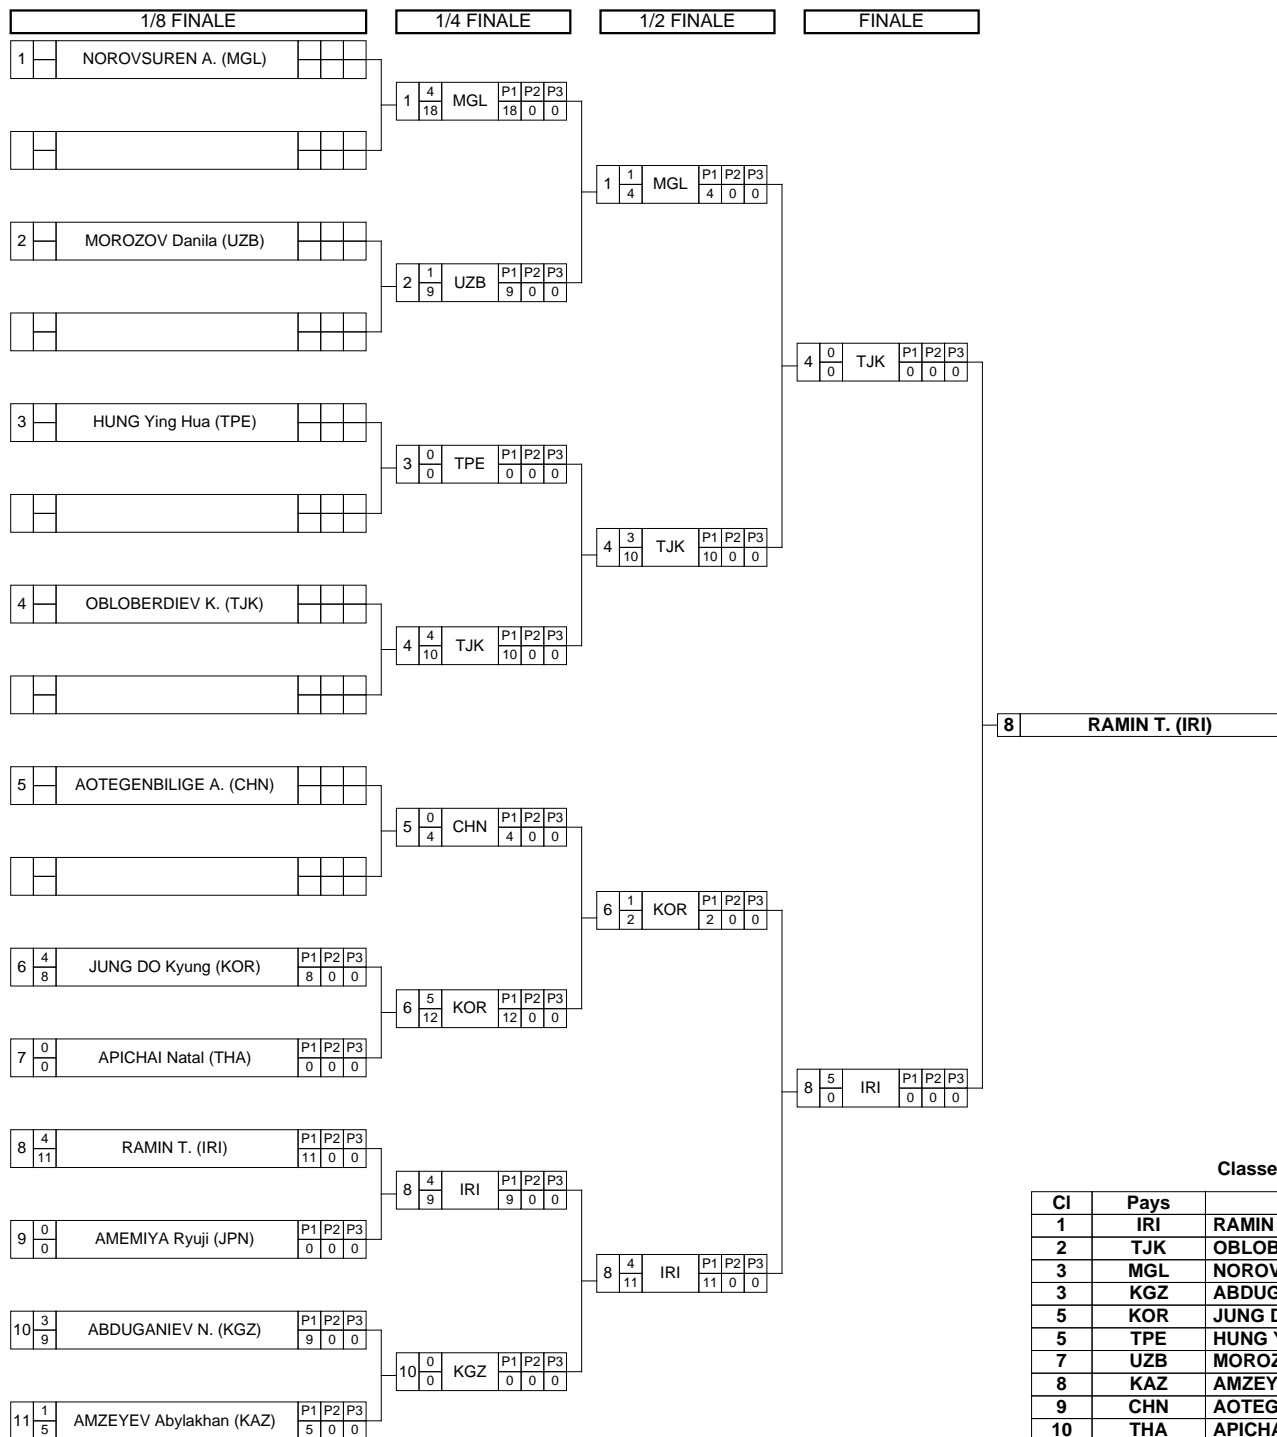 1/8 FINALE 1/4 FINALE 1/2 FINALE FINALE
1 NOROVSUREN A. (MGL)
1 4 18 MGL P1 P2 P3 18 0 0
1 1 4 MGL P1 P2 P3 4 0 0
2 MOROZOV Danila (UZB)
2 1 9 UZB P1 P2 P3 9 0 0
4 0 0 TJK P1 P2 P3 0 0 0
3 HUNG Ying Hua (TPE)
3 0 0 TPE P1 P2 P3 0 0 0
4 3 10 TJK P1 P2 P3 10 0 0
4 OBLOBERDIEV K. (TJK)
4 4 10 TJK P1 P2 P3 10 0 0
8 RAMIN T. (IRI)
5 AOTEGENBILIGE A. (CHN)
5 0 4 CHN P1 P2 P3 4 0 0
6 1 2 KOR P1 P2 P3 2 0 0
6 4 8 JUNG DO Kyung (KOR) P1 P2 P3 8 0 0
6 5 12 KOR P1 P2 P3 12 0 0
7 0 0 APICHAI Natal (THA) P1 P2 P3 0 0 0
8 5 0 IRI P1 P2 P3 0 0 0
8 4 11 RAMIN T. (IRI) P1 P2 P3 11 0 0
8 4 9 IRI P1 P2 P3 9 0 0
9 0 0 AMEMIYA Ryuji (JPN) P1 P2 P3 0 0 0
8 4 11 IRI P1 P2 P3 11 0 0
10 3 9 ABDUGANIEV N. (KGZ) P1 P2 P3 9 0 0
10 0 0 KGZ P1 P2 P3 0 0 0
11 1 5 AMZEYEV Abylakhan (KAZ) P1 P2 P3 5 0 0
Classe
Cl Pays
1 IRI RAMIN
2 TJK OBLOB
3 MGL NOROV
3 KGZ ABDUG
5 KOR JUNG D
5 TPE HUNG Y
7 UZB MOROZ
8 KAZ AMZEY
9 CHN AOTEG
10 THA APICHA